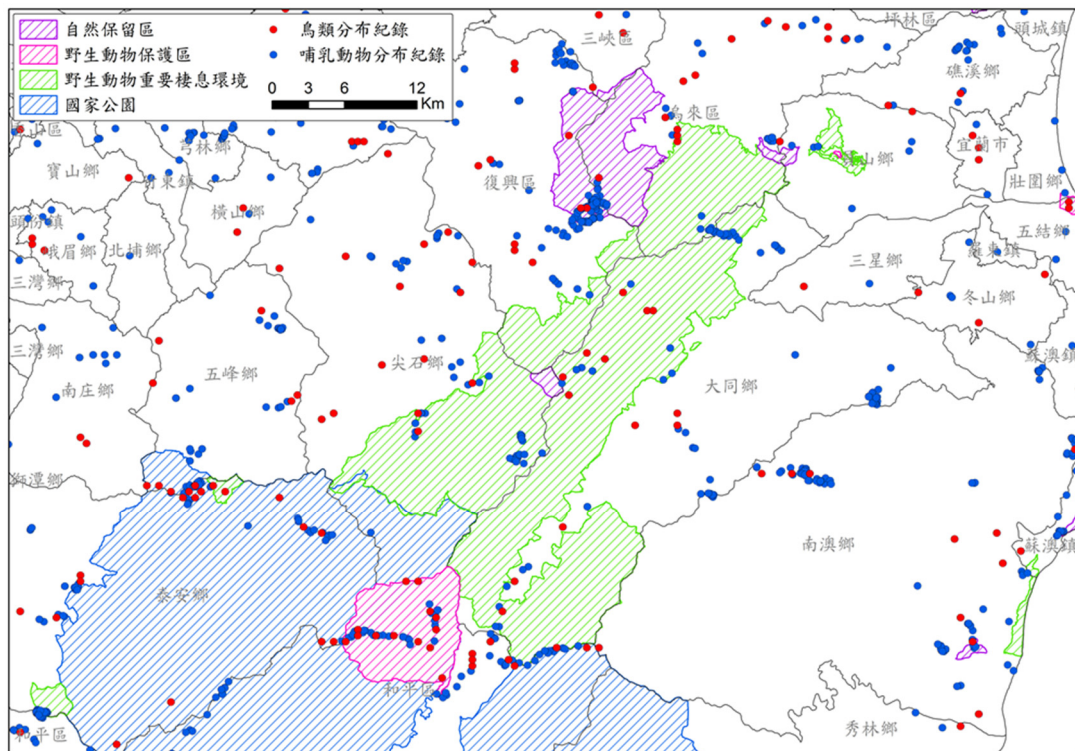 自然保留區
野生動物保護區
野生動物重要棲息環境
國家公園
鳥類分布紀錄
哺乳動物分布紀錄
0 3 6 12
Km
三峽區
坪林區
頭城鎮
礁溪鄉
烏來區
宜蘭市
壯圍鄉
五結鄉
羅東鎮
三星鄉
冬山鄉
蘇澳鎮
芎林鄉
寶山鄉
橫山鄉
復興區
頭份鎮
峨眉鄉
北埔鄉
三灣鄉
三灣鄉
南庄鄉
五峰鄉
尖石鄉
大同鄉
獅潭鄉
南澳鄉
蘇澳鎮
泰安鄉
和平區
和平區
秀林鄉